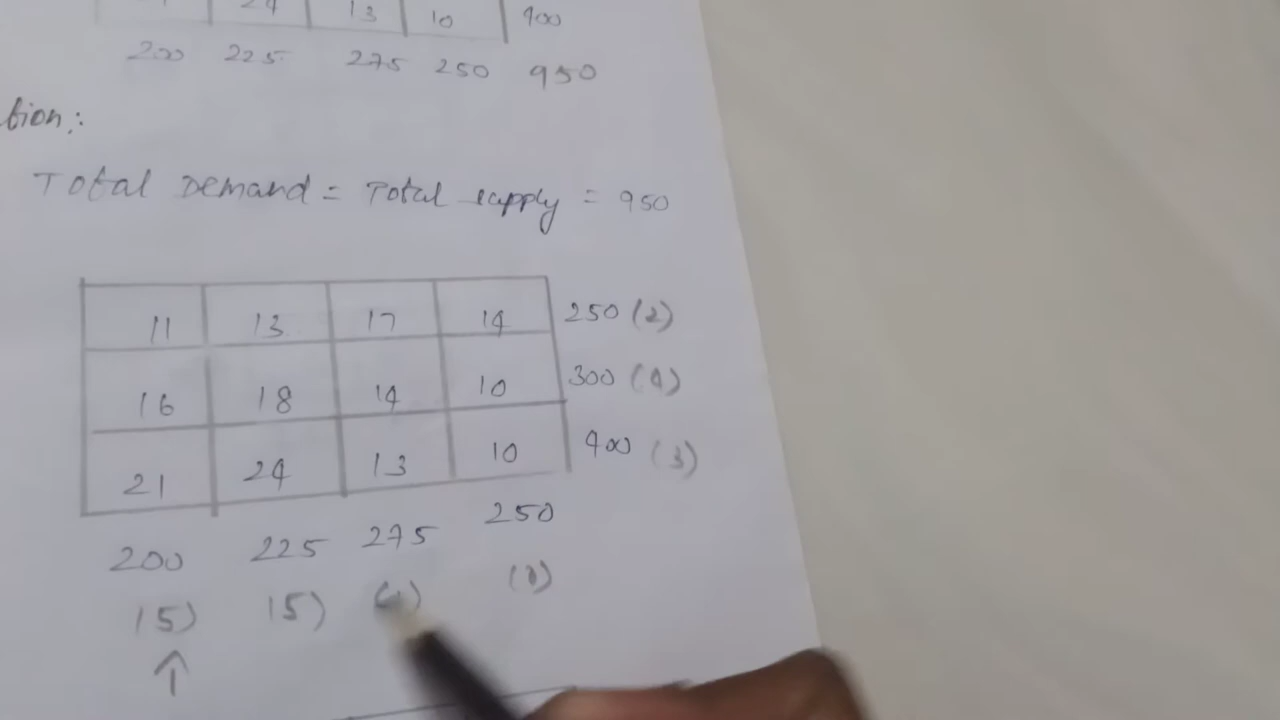 24 13 10 400
200 225 275 250 950
tion:
Total Demand = Total supply = 950
11 13 17 14 250 (2)
16 18 14 10 300 (4)
21 24 13 10 400 (3)
200 225 275 250
(5) (5)